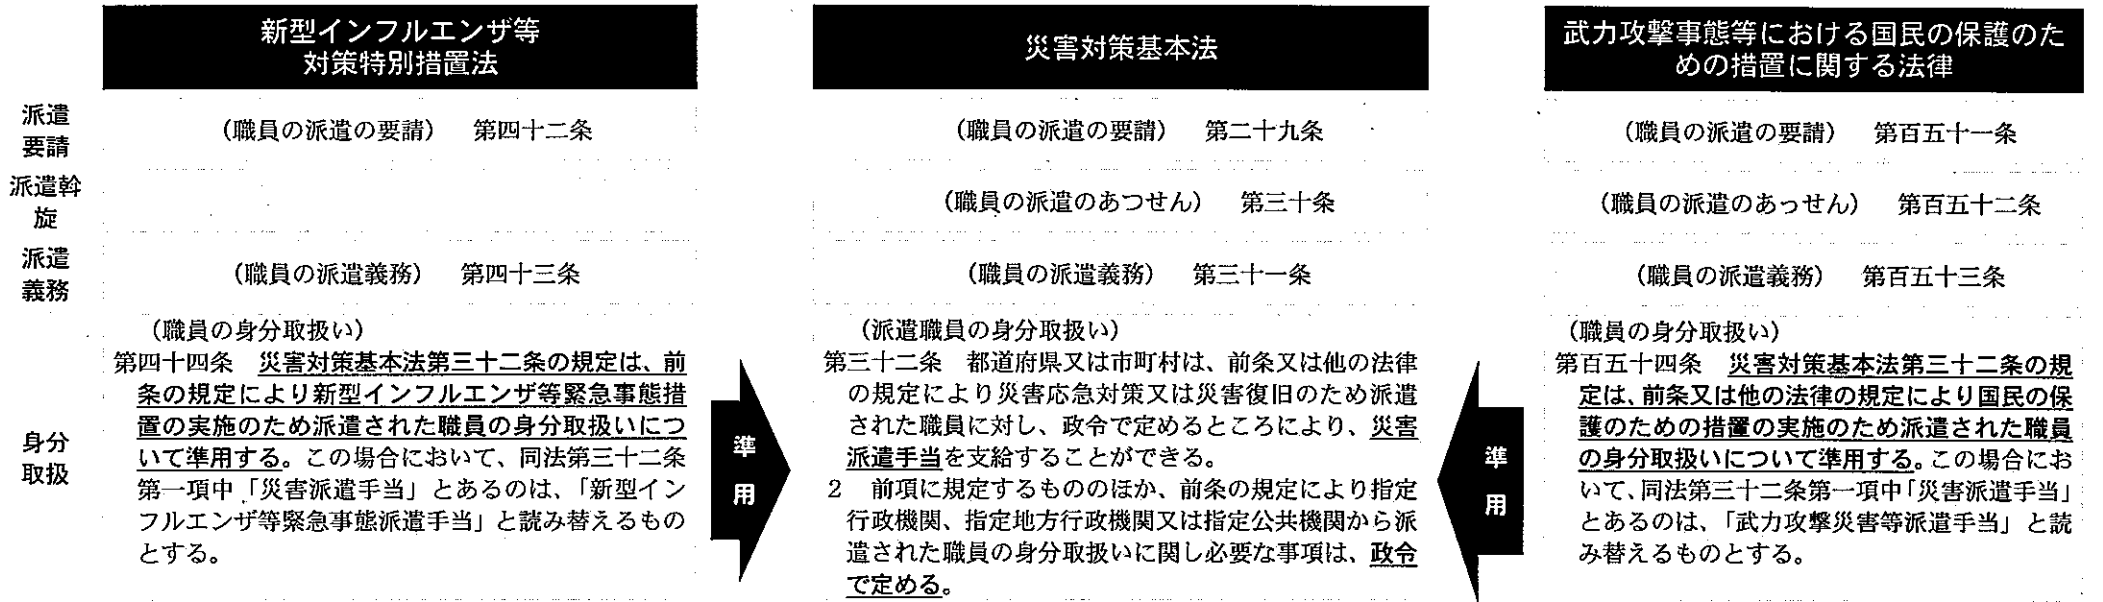 新型インフルエンザ等
対策特別措置法
災害対策基本法
武力攻撃事態等における国民の保護のた
めの措置に関する法律
派遣
要請
（職員の派遣の要請）　第四十二条
（職員の派遣の要請）　第二十九条
（職員の派遣の要請）　第百五十一条
派遣斡
旋
（職員の派遣のあつせん）　第三十条
（職員の派遣のあっせん）　第百五十二条
派遣
義務
（職員の派遣義務）　第四十三条
（職員の派遣義務）　第三十一条
（職員の派遣義務）　第百五十三条
身分
取扱
（職員の身分取扱い）
第四十四条　災害対策基本法第三十二条の規定は、前
条の規定により新型インフルエンザ等緊急事態措
置の実施のため派遣された職員の身分取扱いにつ
いて準用する。この場合において、同法第三十二条
第一項中「災害派遣手当」とあるのは、「新型イン
フルエンザ等緊急事態派遣手当」と読み替えるもの
とする。
準
用
（派遣職員の身分取扱い）
第三十二条　都道府県又は市町村は、前条又は他の法律
の規定により災害応急対策又は災害復旧のため派遣
された職員に対し、政令で定めるところにより、災害
派遣手当を支給することができる。
２　前項に規定するもののほか、前条の規定により指定
行政機関、指定地方行政機関又は指定公共機関から派
遣された職員の身分取扱いに関し必要な事項は、政令
で定める。
準
用
（職員の身分取扱い）
第百五十四条　災害対策基本法第三十二条の規
定は、前条又は他の法律の規定により国民の保
護のための措置の実施のため派遣された職員
の身分取扱いについて準用する。この場合にお
いて、同法第三十二条第一項中「災害派遣手当」
とあるのは、「武力攻撃災害等派遣手当」と読
み替えるものとする。